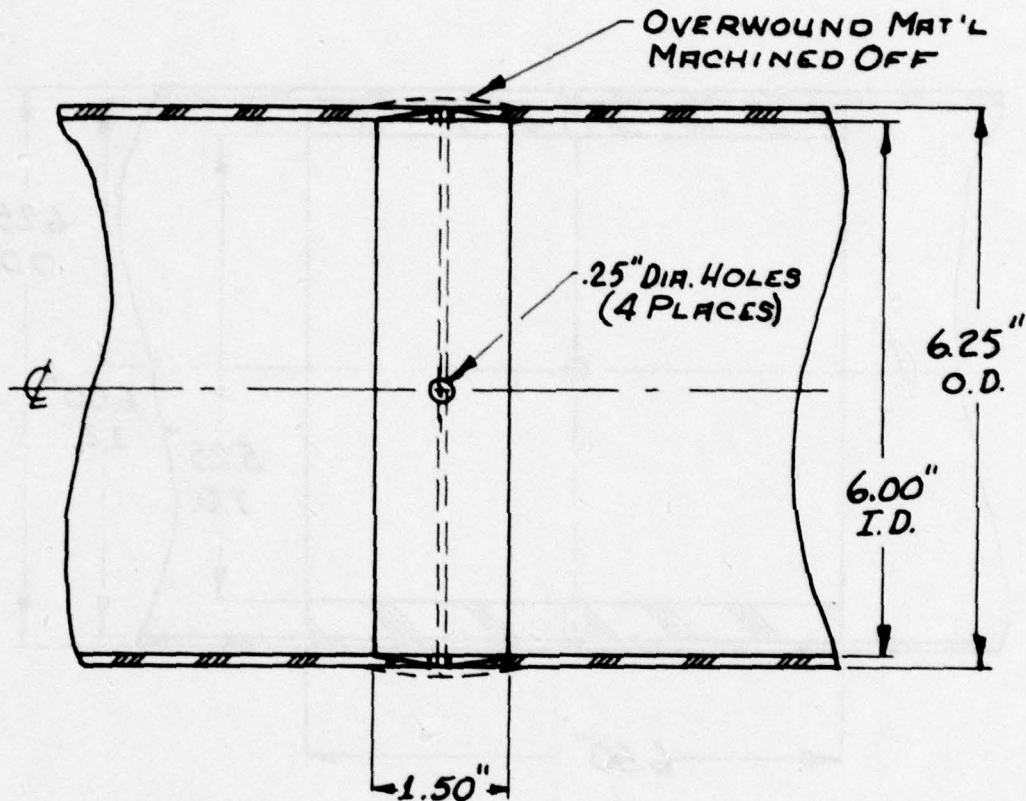 OVERWOUND MAT'L
MACHINED OFF
.25" DIA. HOLES
(4 PLACES)
6.25"
O.D.
6.00"
I.D.
1.50"